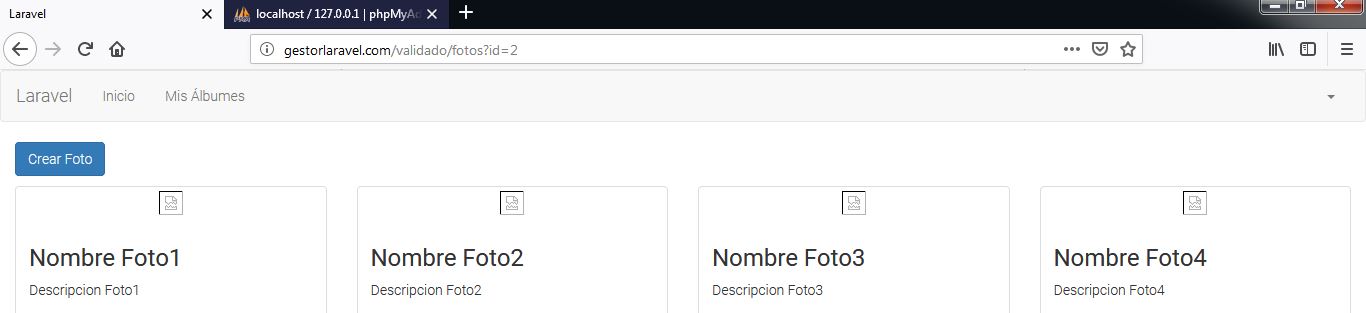 Laravel
localhost / 127.0.0.1 | phpMyAd
gestorlaravel.com/validado/fotos?id=2
Laravel Inicio Mis Álbumes
Crear Foto
Nombre Foto1
Descripcion Foto1
Nombre Foto2
Descripcion Foto2
Nombre Foto3
Descripcion Foto3
Nombre Foto4
Descripcion Foto4